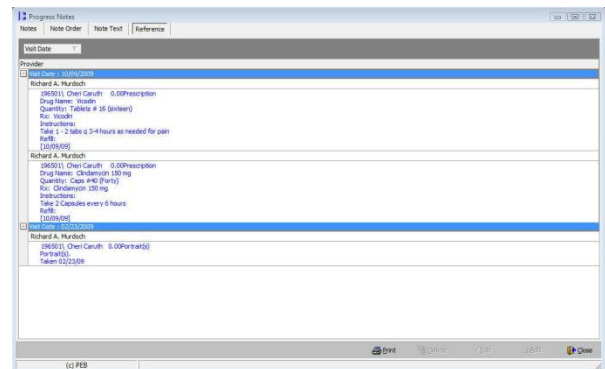 Progress Notes
Notes Note Order Note Text Reference
Visit Date
Provider
Visit Date : 10/09/2009
Richard A. Murdoch
196501\ Cheri Caruth 0.00Prescription
Drug Name: Vicodin
Quantity: Tablets # 16 (sixteen)
Rx: Vicodin
Instructions:
Take 1 - 2 tabs q 3-4 hours as needed for pain
Refill:
[10/09/09]
Richard A. Murdoch
196501\ Cheri Caruth 0.00Prescription
Drug Name: Clindamycin 150 mg
Quantity: Caps #40 (Forty)
Rx: Clindamycin 150 mg
Instructions:
Take 2 Capsules every 6 hours
Refill:
[10/09/09]
Visit Date : 02/23/2009
Richard A. Murdoch
196501\ Cheri Caruth 0.00Portrait(s)
Portrait(s).
Taken 02/23/09
Print Delete Edit Add Close
(c) PEB